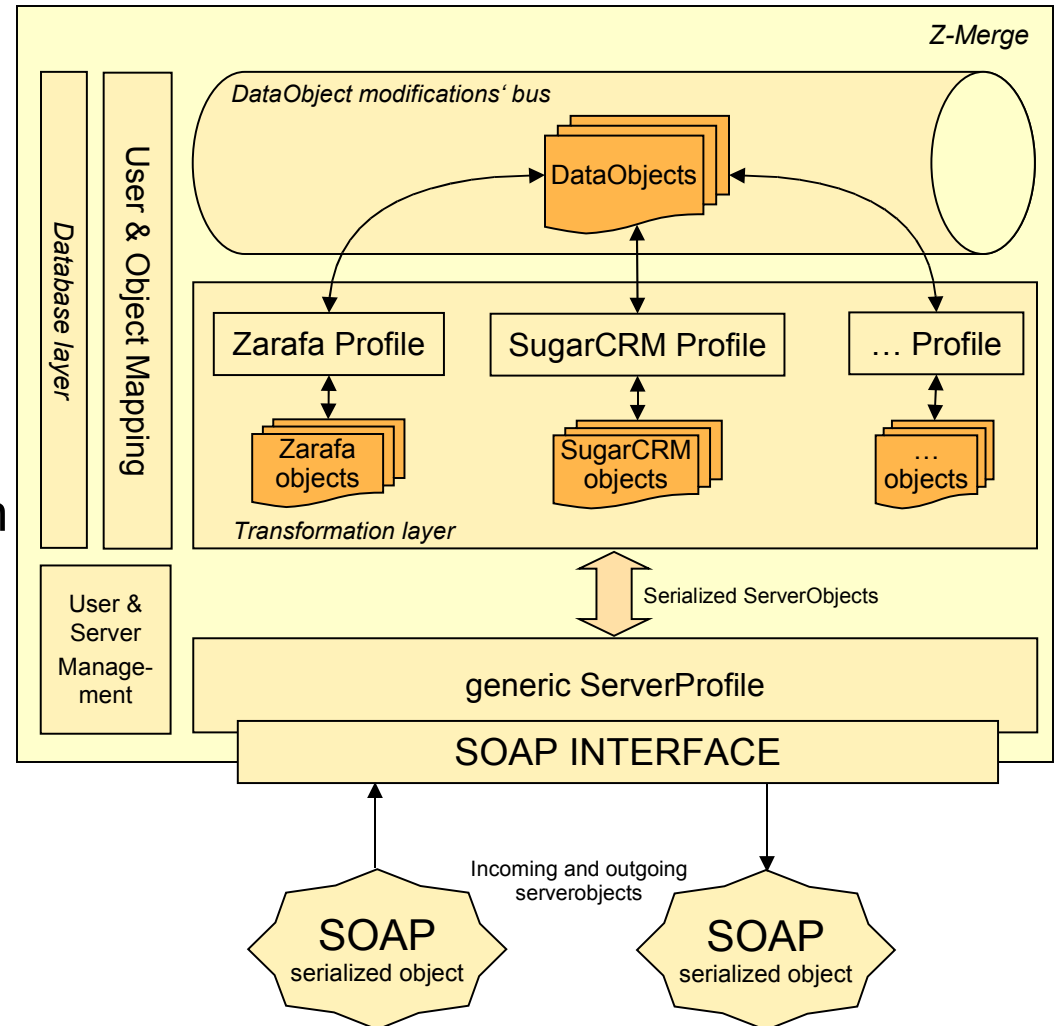 Z-Merge
DataObject modifications‘ bus
DataObjects
Database layer
User & Object Mapping
Zarafa Profile
SugarCRM Profile
… Profile
Zarafa
objects
SugarCRM
objects
…
objects
n
Transformation layer
User &
Server
Manage-
ment
Serialized ServerObjects
generic ServerProfile
SOAP INTERFACE
Incoming and outgoing
serverobjects
SOAP
serialized object
SOAP
serialized object